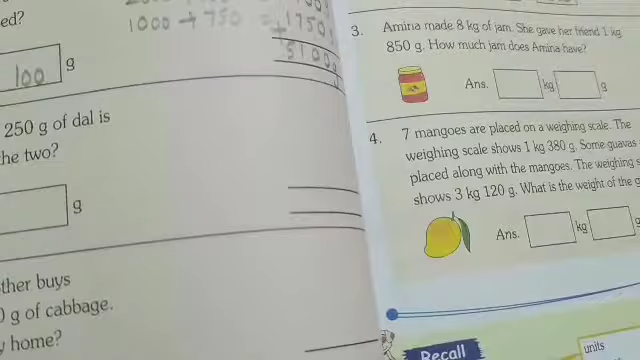 ed?
1000 + 750 = 1750
5100
100 g
250 g of dal is
he two?
g
ther buys
g of cabbage.
home?
3. Amina made 8 kg of jam. She gave her friend 1 kg
850 g. How much jam does Amina have?
Ans. kg g
4. 7 mangoes are placed on a weighing scale. The
weighing scale shows 1 kg 380 g. Some guavas
placed along with the mangoes. The weighing
shows 3 kg 120 g. What is the weight of the g
Ans. kg g
Recall
units